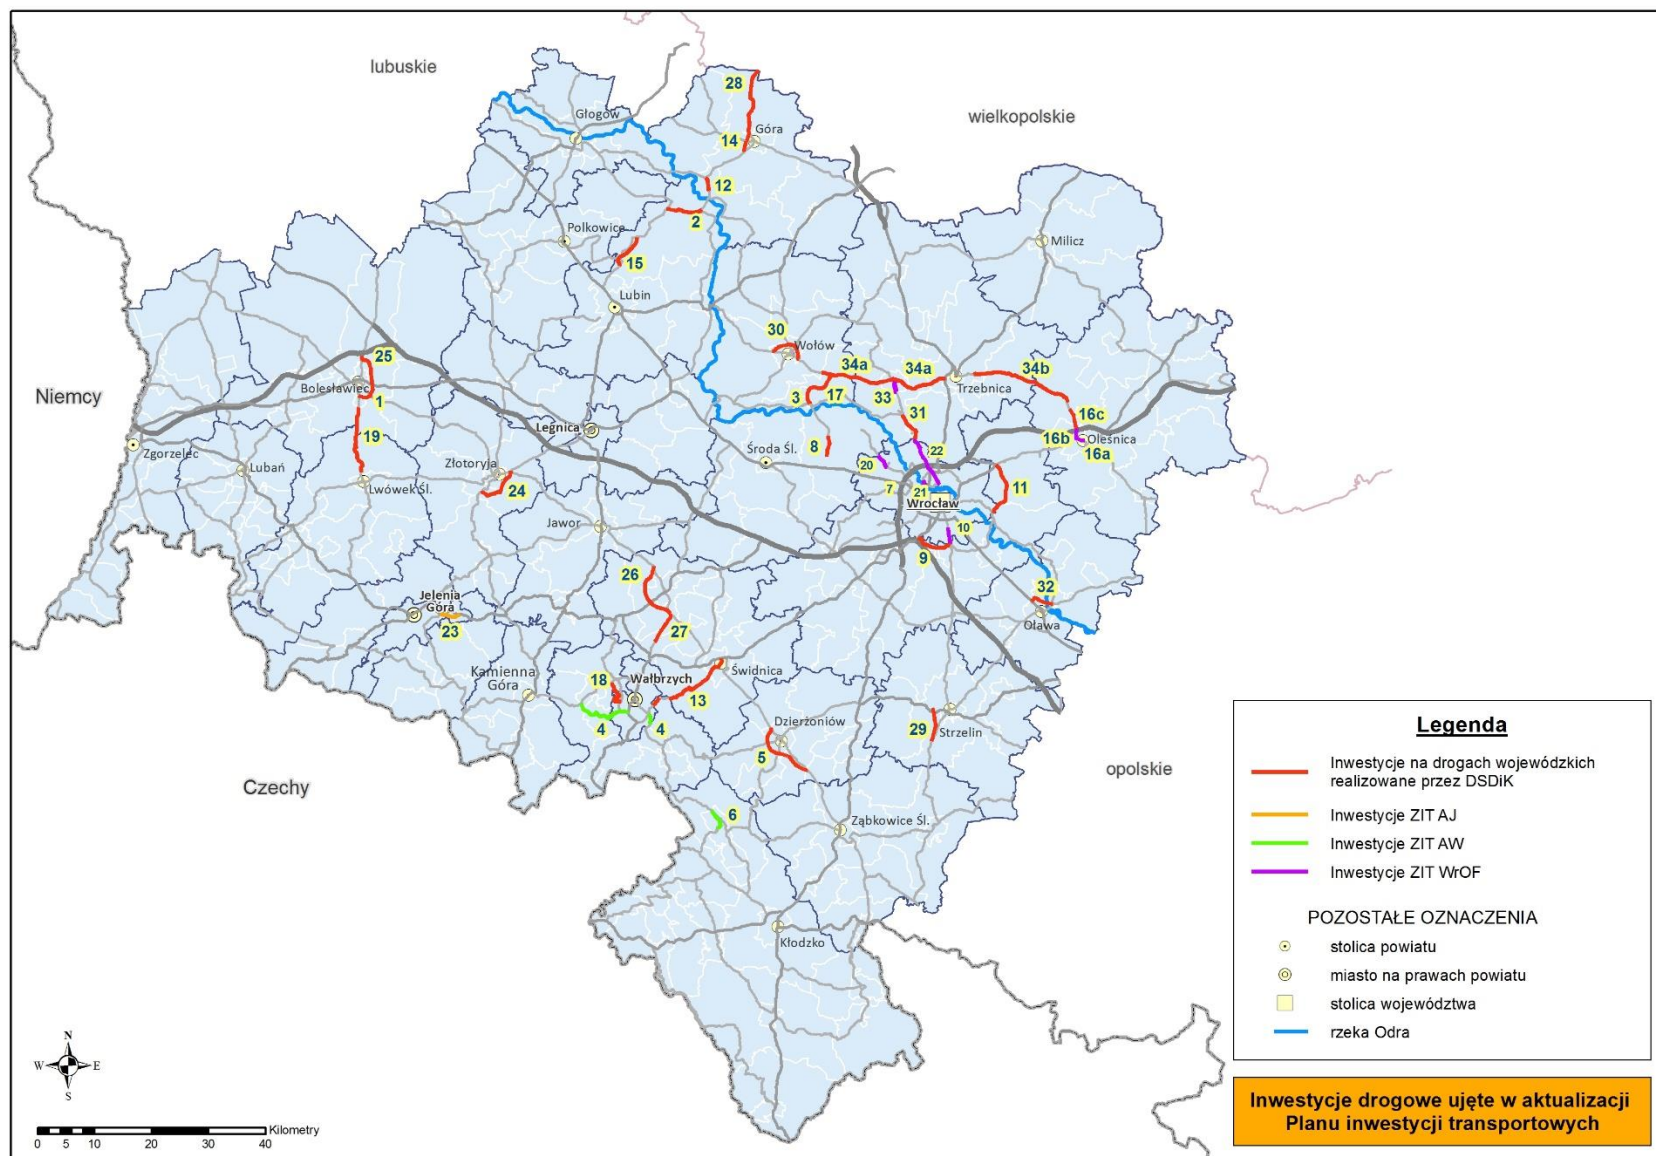 lubuskie
28
wielkopolskie
Głogów
14
Góra
12
2
Polkowice
Milicz
15
Lubin
30
Wołów
25
34a
34a
34b
Niemcy
Bolesławiec
1
3
17
33
Trzebnica
16c
31
19
Legnica
16b
Oleśnica
16a
8
22
Zgorzelec
Lubań
Złotoryja
Środa Śl.
20
7
21
11
Lwówek Śl.
24
Wrocław
Jawor
10
9
26
32
Jelenia
Góra
23
27
Oława
Kamienna
Góra
18
Wałbrzych
Świdnica
13
4
4
Dzierżoniów
29
Strzelin
5
Czechy
opolskie
6
Ząbkowice Śl.
Kłodzko
Legenda
Inwestycje na drogach wojewódzkich
realizowane przez DSDiK
Inwestycje ZIT AJ
Inwestycje ZIT AW
Inwestycje ZIT WrOF
POZOSTAŁE OZNACZENIA
stolica powiatu
miasto na prawach powiatu
stolica województwa
rzeka Odra
N
W E
S
Kilometry
0 5 10 20 30 40
Inwestycje drogowe ujęte w aktualizacji
Planu inwestycji transportowych